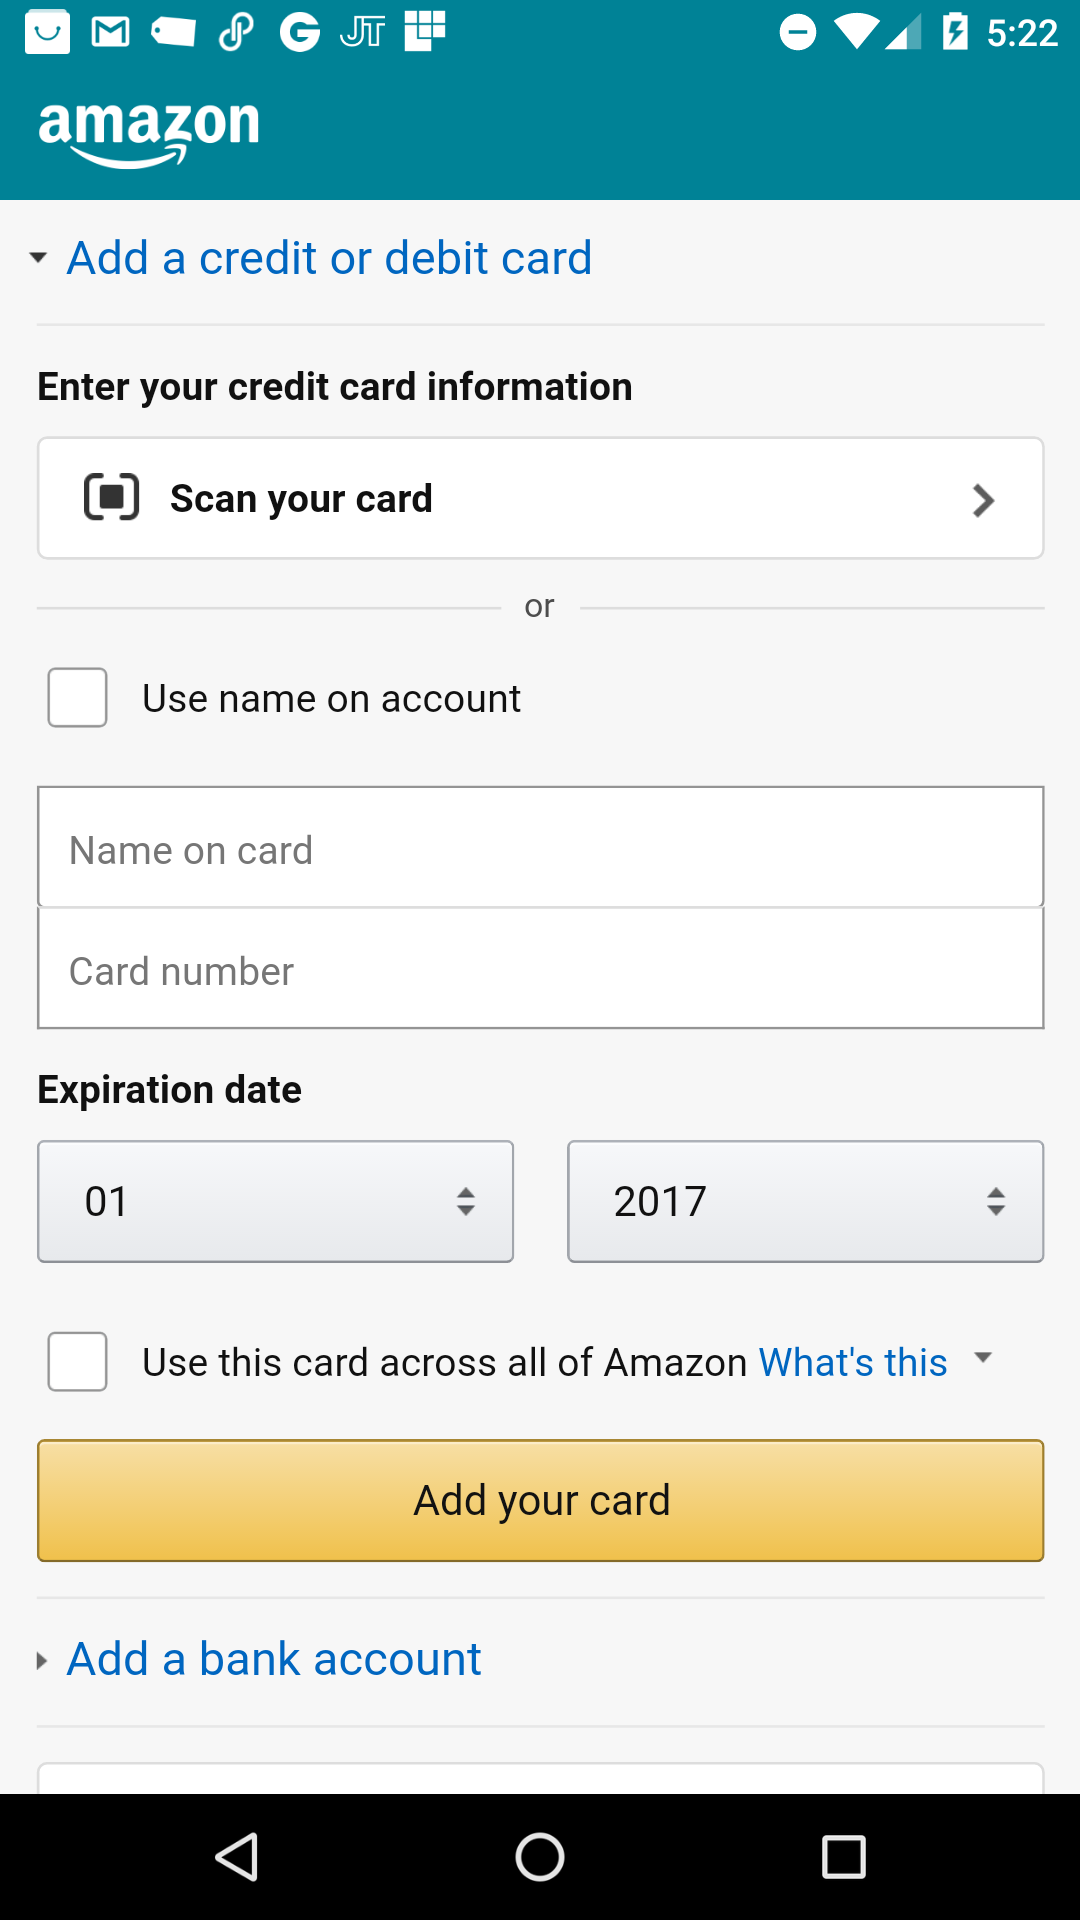 5:22
amazon
Add a credit or debit card
Enter your credit card information
Scan your card
or
Use name on account
Name on card
Card number
Expiration date
01 2017
Use this card across all of Amazon What's this
Add your card
Add a bank account